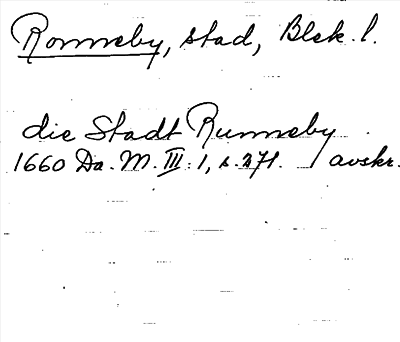 Ronneby, stad, Blek. l.
die Stadt Runneby
1660 Da. M. III: 1, s. 271. / avskr.